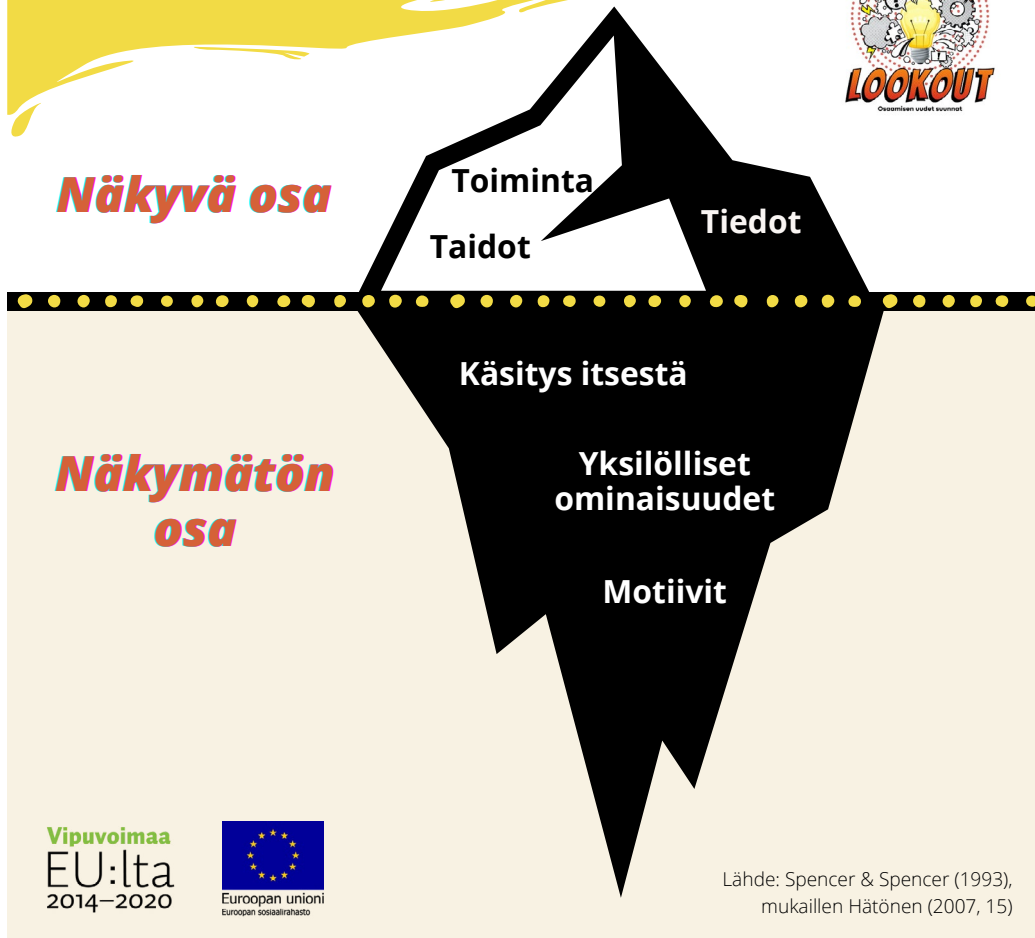 LOOKOUT
Osaamisen uudet suunnat
Näkyvä osa
Toiminta
Taidot
Tiedot
Käsitys itsestä
Näkymätön
osa
Yksilölliset
ominaisuudet
Motiivit
Vipuvoimaa
EU:lta
2014–2020
Euroopan unioni
Euroopan sosiaalirahasto
Lähde: Spencer & Spencer (1993),
mukaillen Hätönen (2007, 15)